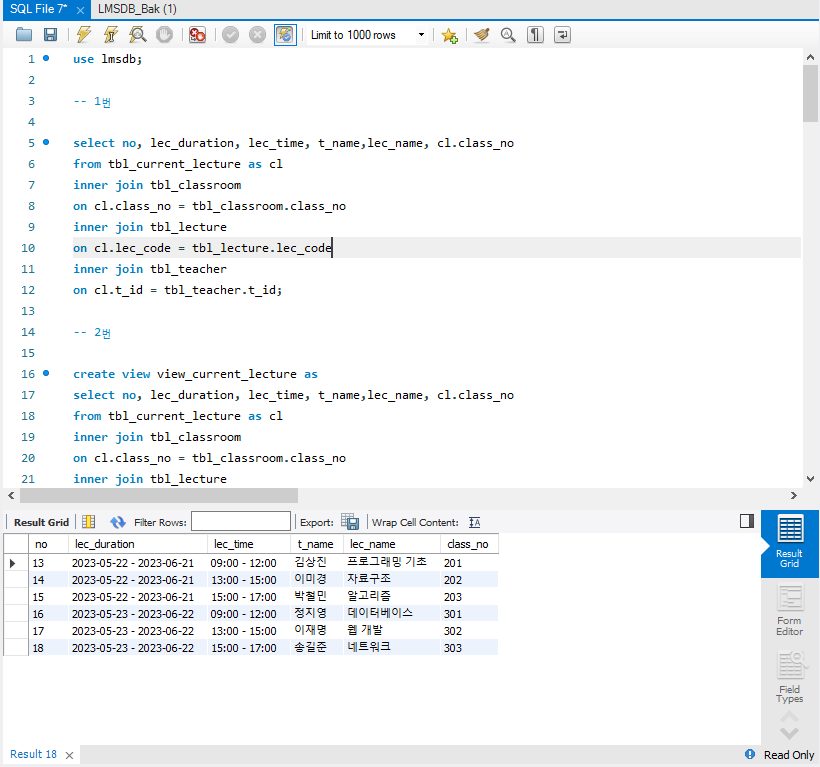 SQL File 7* × LMSDB_Bak (1)
Limit to 1000 rows
1 use lmsdb;
2
3 -- 1번
4
5 select no, lec_duration, lec_time, t_name,lec_name, cl.class_no
6 from tbl_current_lecture as cl
7 inner join tbl_classroom
8 on cl.class_no = tbl_classroom.class_no
9 inner join tbl_lecture
10 on cl.lec_code = tbl_lecture.lec_code
11 inner join tbl_teacher
12 on cl.t_id = tbl_teacher.t_id;
13
14 -- 2번
15
16 create view view_current_lecture as
17 select no, lec_duration, lec_time, t_name,lec_name, cl.class_no
18 from tbl_current_lecture as cl
19 inner join tbl_classroom
20 on cl.class_no = tbl_classroom.class_no
21 inner join tbl_lecture
Result Grid Filter Rows: Export: Wrap Cell Content: IA
no lec_duration lec_time t_name lec_name class_no
13 2023-05-22 - 2023-06-21 09:00 - 12:00 김상진 프로그래밍 기초 201
14 2023-05-22 - 2023-06-21 13:00 - 15:00 이미경 자료구조 202
15 2023-05-22 - 2023-06-21 15:00 - 17:00 박철민 알고리즘 203
16 2023-05-23 - 2023-06-22 09:00 - 12:00 정지영 데이터베이스 301
17 2023-05-23 - 2023-06-22 13:00 - 15:00 이재명 웹 개발 302
18 2023-05-23 - 2023-06-22 15:00 - 17:00 송길준 네트워크 303
Result
Grid
Form
Editor
Field
Types
Result 18 ×
Read Only